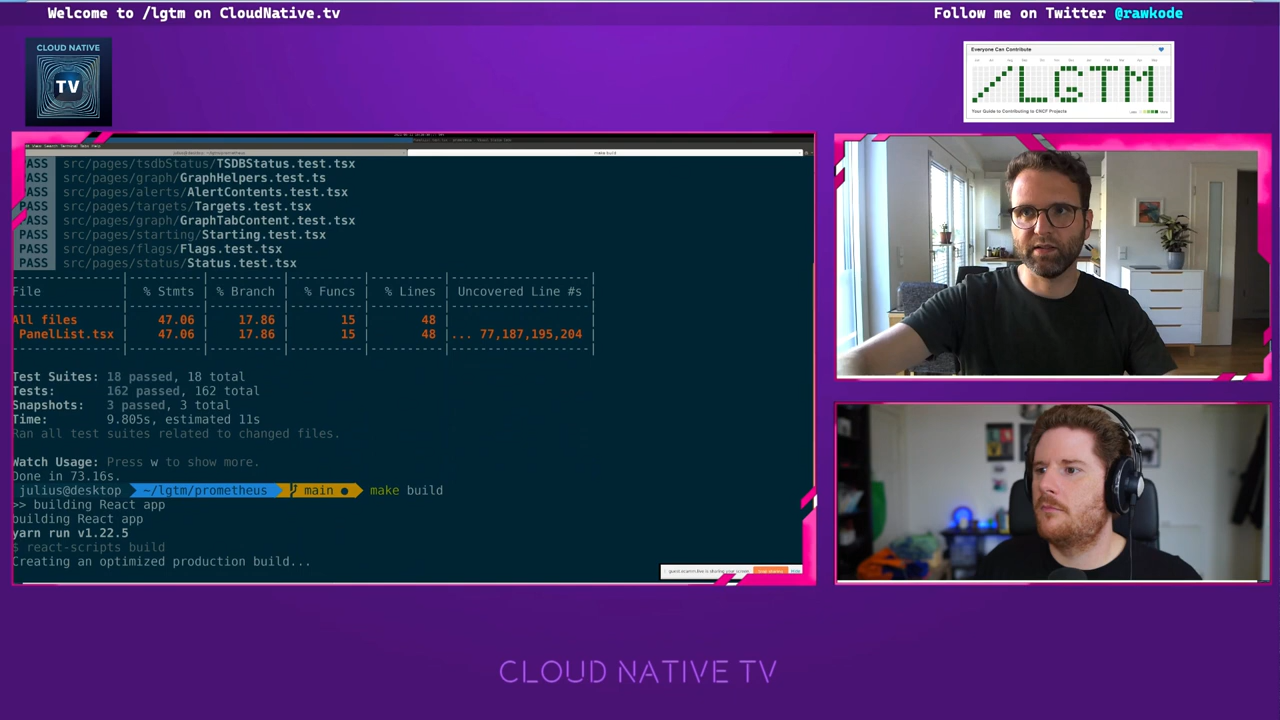 Welcome to /lgtm on CloudNative.tv
Follow me on Twitter @rawkode
CLOUD NATIVE
TV
Everyone Can Contribute
/LGTM
Your Guide to Contributing to CNCF Projects
PASS src/pages/tsdbStatus/TSDBStatus.test.tsx
PASS src/pages/graph/GraphHelpers.test.ts
PASS src/pages/alerts/AlertContents.test.tsx
PASS src/pages/targets/Targets.test.tsx
PASS src/pages/graph/GraphTabContent.test.tsx
PASS src/pages/starting/Starting.test.tsx
PASS src/pages/flags/Flags.test.tsx
PASS src/pages/status/Status.test.tsx
File | % Stmts | % Branch | % Funcs | % Lines | Uncovered Line #s |
All files | 47.06 | 17.86 | 15 | 48 | |
PanelList.tsx | 47.06 | 17.86 | 15 | 48 |... 77,187,195,204 |
Test Suites: 18 passed, 18 total
Tests: 162 passed, 162 total
Snapshots: 3 passed, 3 total
Time: 9.805s, estimated 11s
Ran all test suites related to changed files.
Watch Usage: Press w to show more.
Done in 73.16s.
julius@desktop ~/lgtm/prometheus main ● make build
>> building React app
building React app
yarn run v1.22.5
$ react-scripts build
Creating an optimized production build...
CLOUD NATIVE TV